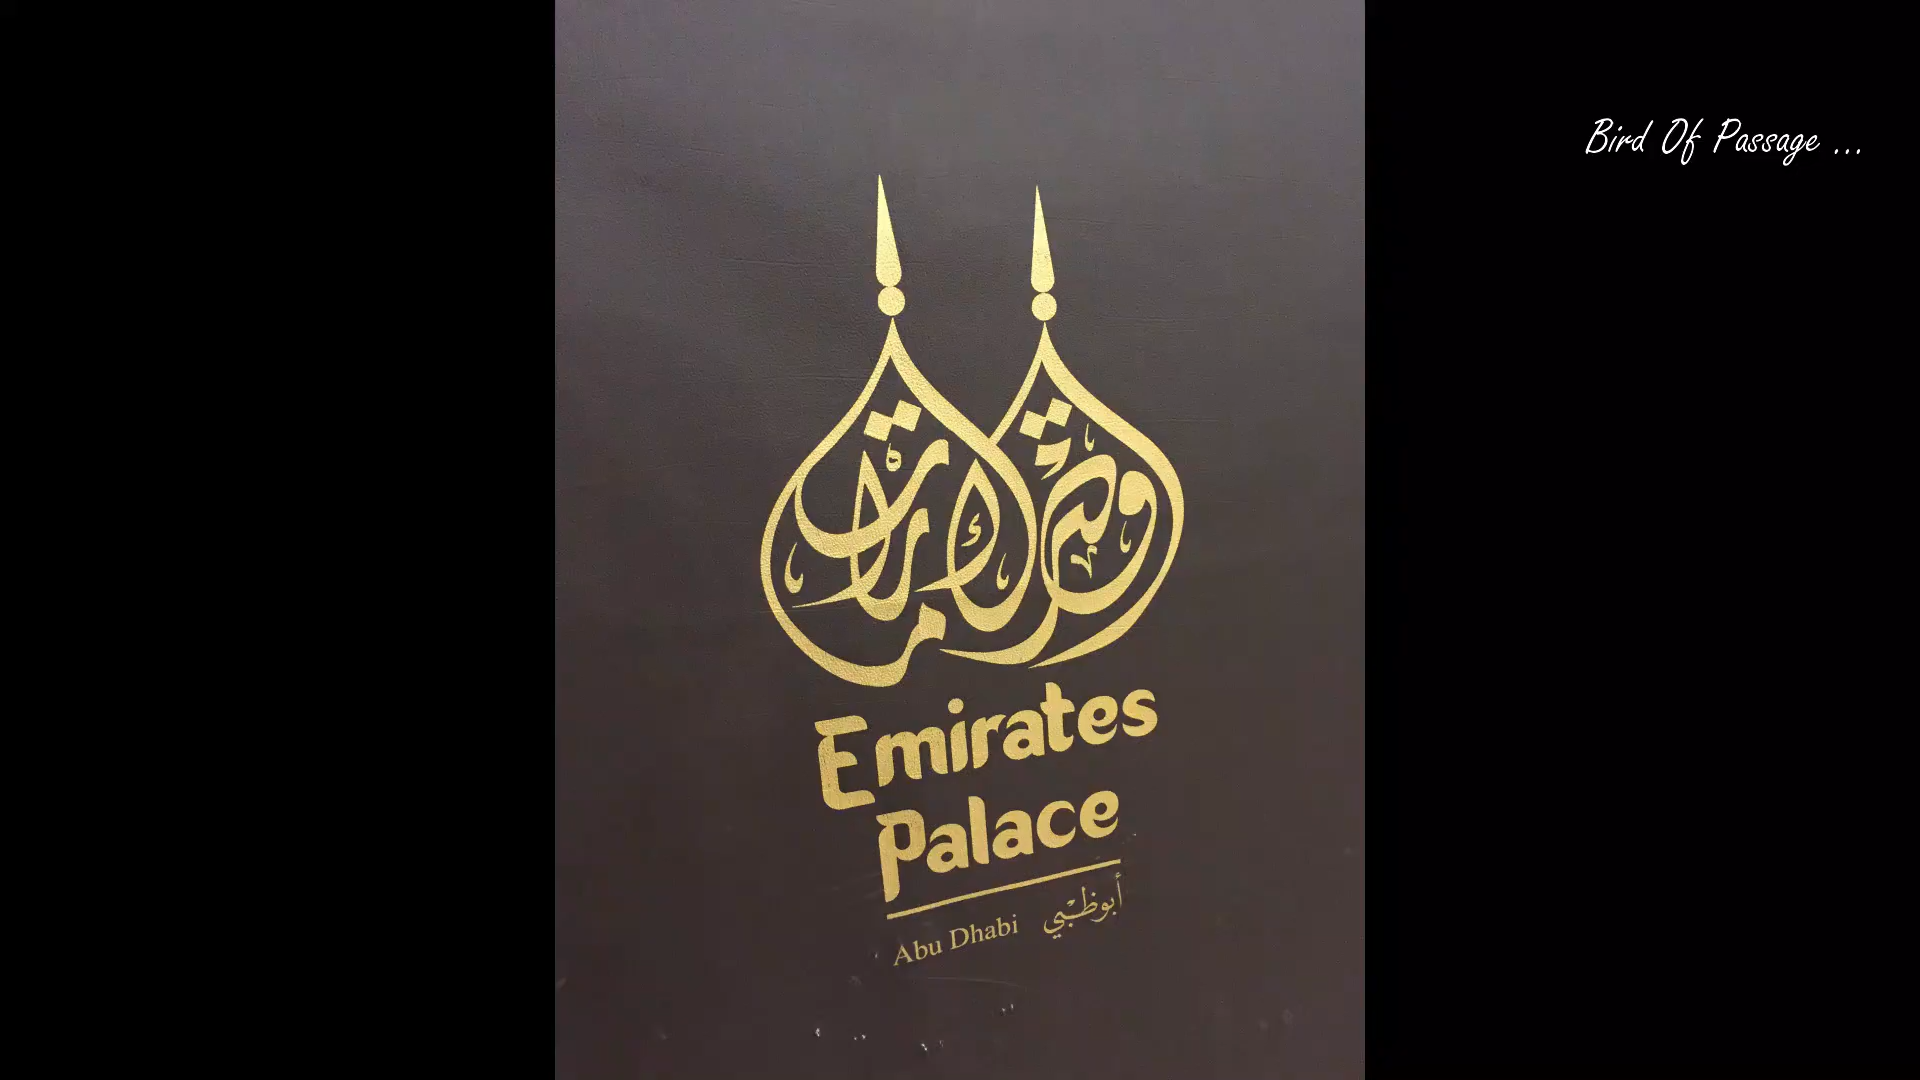 Bird Of Passage ...
Emirates
Palace
Abu Dhabi أبوظبي